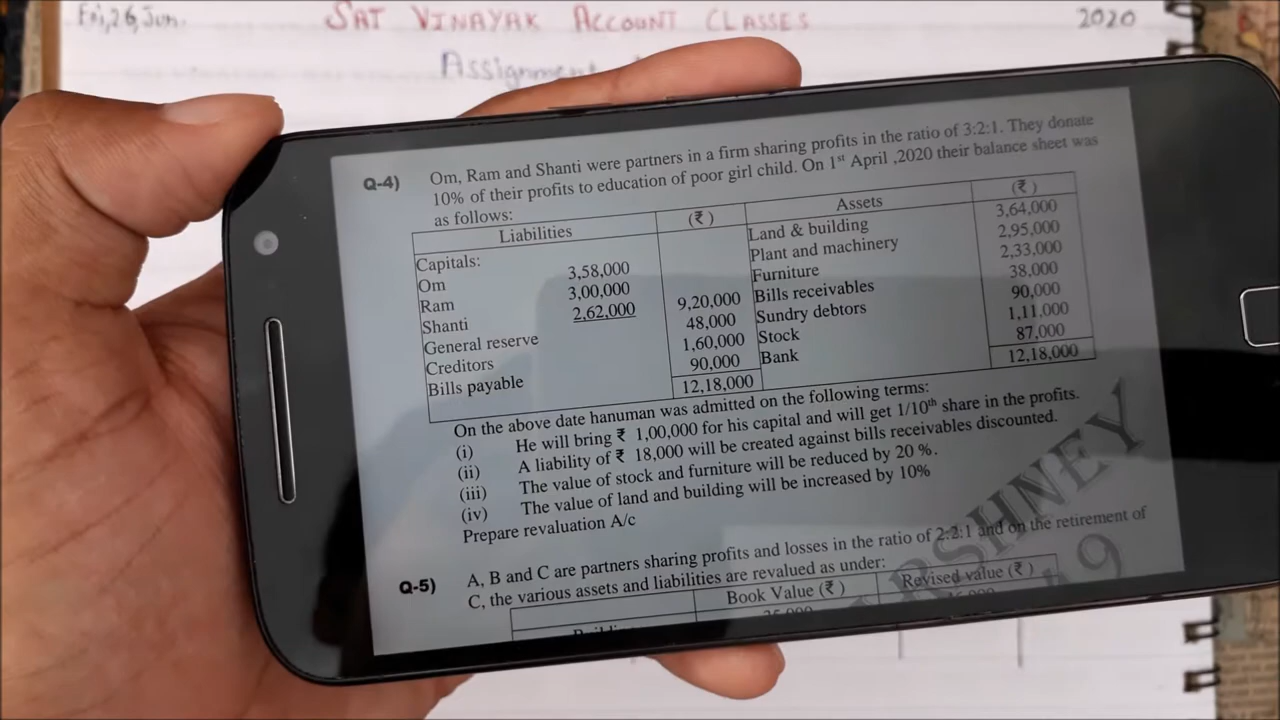 Fri, 26, Jun. SAT VINAYAK ACCOUNT CLASSES 2020
Assignment
Q-4) Om, Ram and Shanti were partners in a firm sharing profits in the ratio of 3:2:1. They donate
10% of their profits to education of poor girl child. On 1st April ,2020 their balance sheet was
as follows:
Liabilities (₹) Assets (₹)
Capitals: Land & building 3,64,000
Om 3,58,000 Plant and machinery 2,95,000
Ram 3,00,000 Furniture 2,33,000
Shanti 2,62,000 9,20,000 Bills receivables 38,000
General reserve 48,000 Sundry debtors 90,000
Creditors 1,60,000 Stock 1,11,000
Bills payable 90,000 Bank 87,000
12,18,000 12,18,000
On the above date hanuman was admitted on the following terms:
(i) He will bring ₹ 1,00,000 for his capital and will get 1/10th share in the profits.
(ii) A liability of ₹ 18,000 will be created against bills receivables discounted.
(iii) The value of stock and furniture will be reduced by 20 %.
(iv) The value of land and building will be increased by 10%
Prepare revaluation A/c
Q-5) A, B and C are partners sharing profits and losses in the ratio of 2:2:1 and on the retirement of
C, the various assets and liabilities are revalued as under:
Book Value (₹) Revised value (₹)